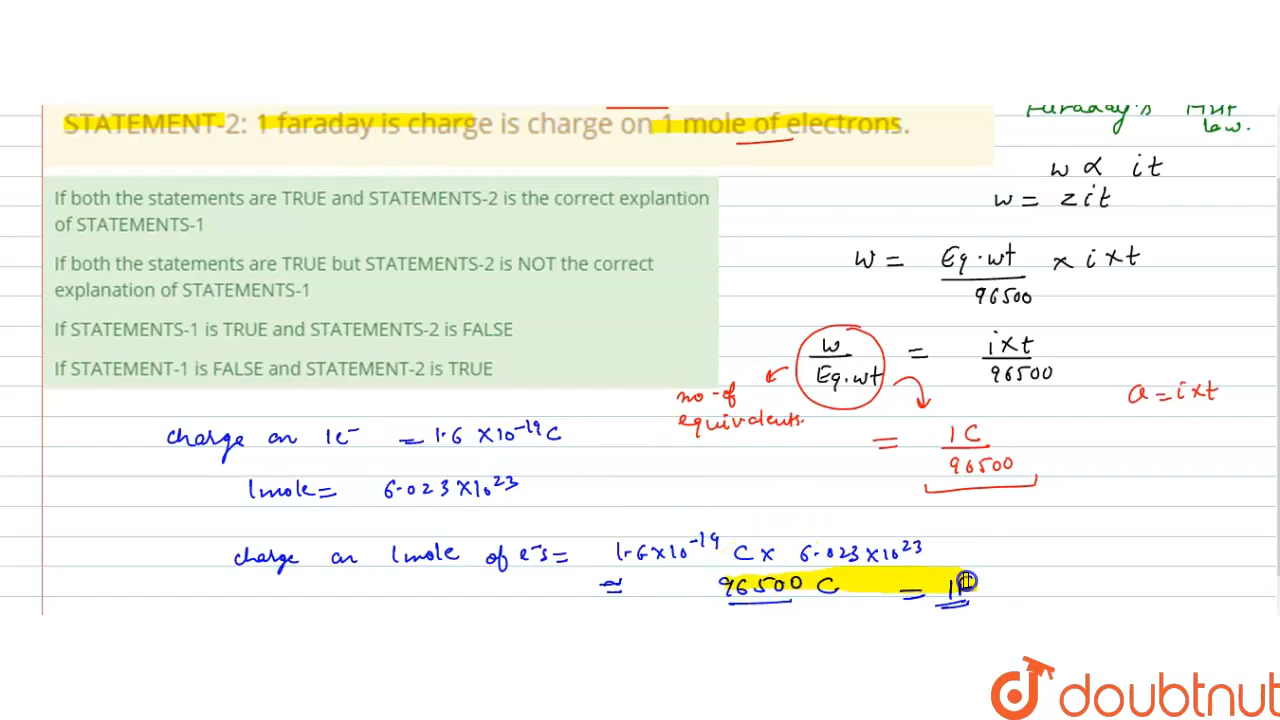 STATEMENT-2: 1 faraday is charge is charge on 1 mole of electrons.
If both the statements are TRUE and STATEMENTS-2 is the correct explantion
of STATEMENTS-1
If both the statements are TRUE but STATEMENTS-2 is NOT the correct
explanation of STATEMENTS-1
If STATEMENTS-1 is TRUE and STATEMENTS-2 is FALSE
If STATEMENT-1 is FALSE and STATEMENT-2 is TRUE
Faraday's
law.
w ∝ it
w = zit
w = Eq.wt / 96500 × i×t
w / Eq.wt = i×t / 96500
no-of
equivalents.
Q = i×t
= 1C / 96500
charge on 1e⁻ = 1.6 ×10⁻¹⁹ C
1mole = 6.023×10²³
charge on 1mole of e⁻s = 1.6×10⁻¹⁹ C × 6.023×10²³
≃ 96500 C = 1F
doubtnut